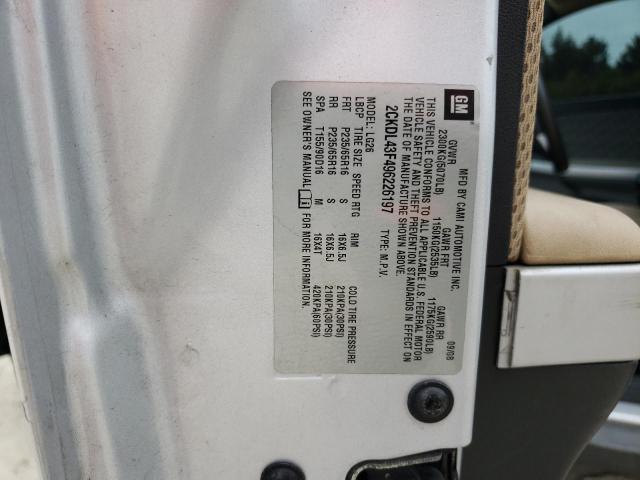 GM
MFD BY CAMI AUTOMOTIVE INC. 09/08
GVWR GAWR FRT GAWR RR
2300KG(5070LB) 1150KG(2535LB) 1175KG(2590LB)
THIS VEHICLE CONFORMS TO ALL APPLICABLE U.S. FEDERAL MOTOR
VEHICLE SAFETY AND THEFT PREVENTION STANDARDS IN EFFECT ON
THE DATE OF MANUFACTURE SHOWN ABOVE.
2CKDL43F496226197 TYPE: M.P.V.
MODEL: LG26
LBCP TIRE SIZE SPEED RTG RIM COLD TIRE PRESSURE
FRT P235/65R16 S 16X6.5J 210KPA(30PSI)
RR P235/65R16 S 16X6.5J 210KPA(30PSI)
SPA T155/90D16 M 16X4T 420KPA(60PSI)
SEE OWNER'S MANUAL FOR MORE INFORMATION.